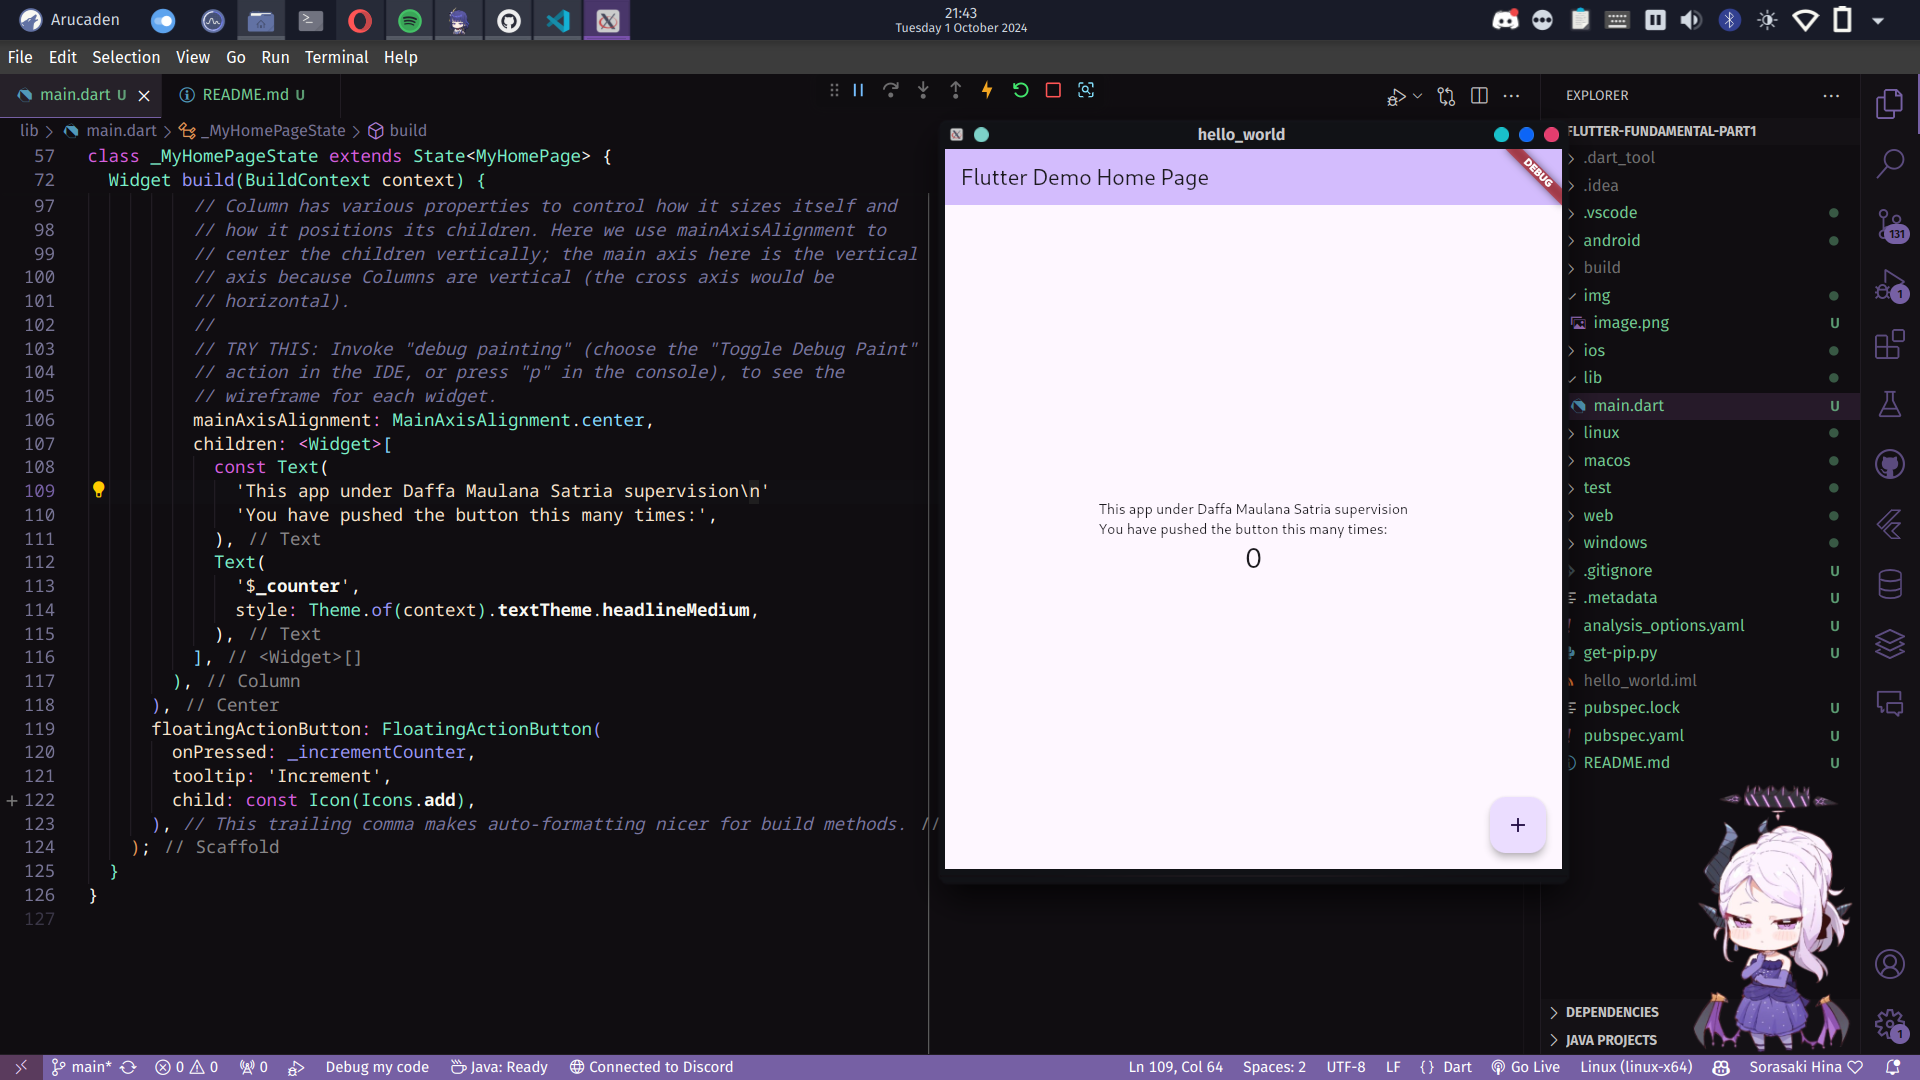 Arucaden
21:43
Tuesday 1 October 2024
File Edit Selection View Go Run Terminal Help
main.dart U
README.md U
lib > main.dart > _MyHomePageState > build
57 class _MyHomePageState extends State<MyHomePage> {
72 Widget build(BuildContext context) {
97 // Column has various properties to control how it sizes itself and
98 // how it positions its children. Here we use mainAxisAlignment to
99 // center the children vertically; the main axis here is the vertical
100 // axis because Columns are vertical (the cross axis would be
101 // horizontal).
102 //
103 // TRY THIS: Invoke "debug painting" (choose the "Toggle Debug Paint"
104 // action in the IDE, or press "p" in the console), to see the
105 // wireframe for each widget.
106 mainAxisAlignment: MainAxisAlignment.center,
107 children: <Widget>[
108 const Text(
109 'This app under Daffa Maulana Satria supervision\n'
110 'You have pushed the button this many times:',
111 ), // Text
112 Text(
113 '$_counter',
114 style: Theme.of(context).textTheme.headlineMedium,
115 ), // Text
116 ], // <Widget>[]
117 ), // Column
118 ), // Center
119 floatingActionButton: FloatingActionButton(
120 onPressed: _incrementCounter,
121 tooltip: 'Increment',
122 child: const Icon(Icons.add),
123 ), // This trailing comma makes auto-formatting nicer for build methods. //
124 ); // Scaffold
125 }
126 }
127
hello_world
Flutter Demo Home Page
DEBUG
This app under Daffa Maulana Satria supervision
You have pushed the button this many times:
0
+
EXPLORER
FLUTTER-FUNDAMENTAL-PART1
.dart_tool
.idea
.vscode
android
build
img
image.png U
ios
lib
main.dart U
linux
macos
test
web
windows
.gitignore U
.metadata U
analysis_options.yaml U
get-pip.py U
hello_world.iml
pubspec.lock U
pubspec.yaml U
README.md U
DEPENDENCIES
JAVA PROJECTS
131
1
1
main* 0 0 0 Debug my code Java: Ready Connected to Discord
Ln 109, Col 64 Spaces: 2 UTF-8 LF {} Dart Go Live Linux (linux-x64) Sorasaki Hina